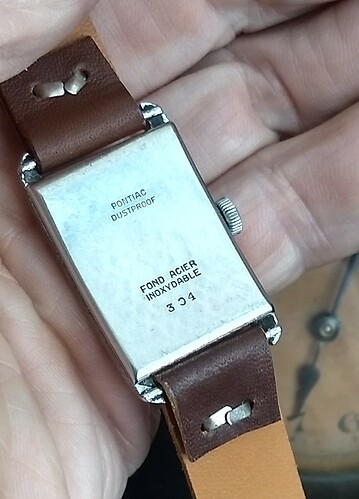 PONTIAC
DUSTPROOF
FOND ACIER
INOXYDABLE
304